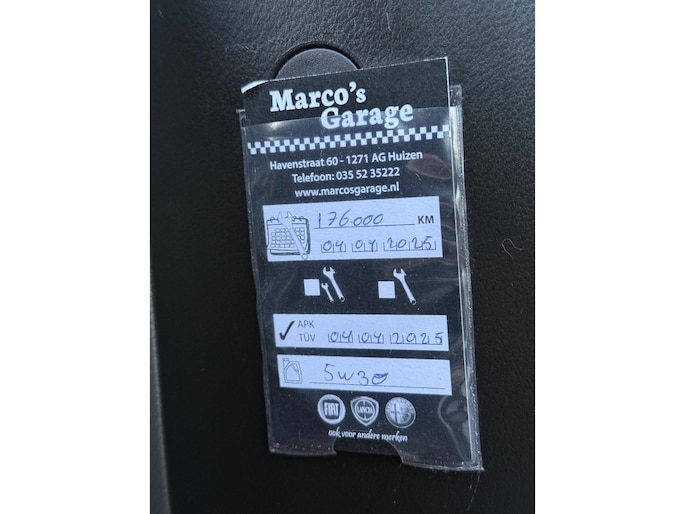 Marco's
Garage
Havenstraat 60 - 1271 AG Huizen
Telefoon: 035 52 35222
www.marcosgarage.nl
176.000 KM
04 04 2025
APK
TÜV 04 04 2025
5W30
FIAT LANCIA
ook voor andere merken